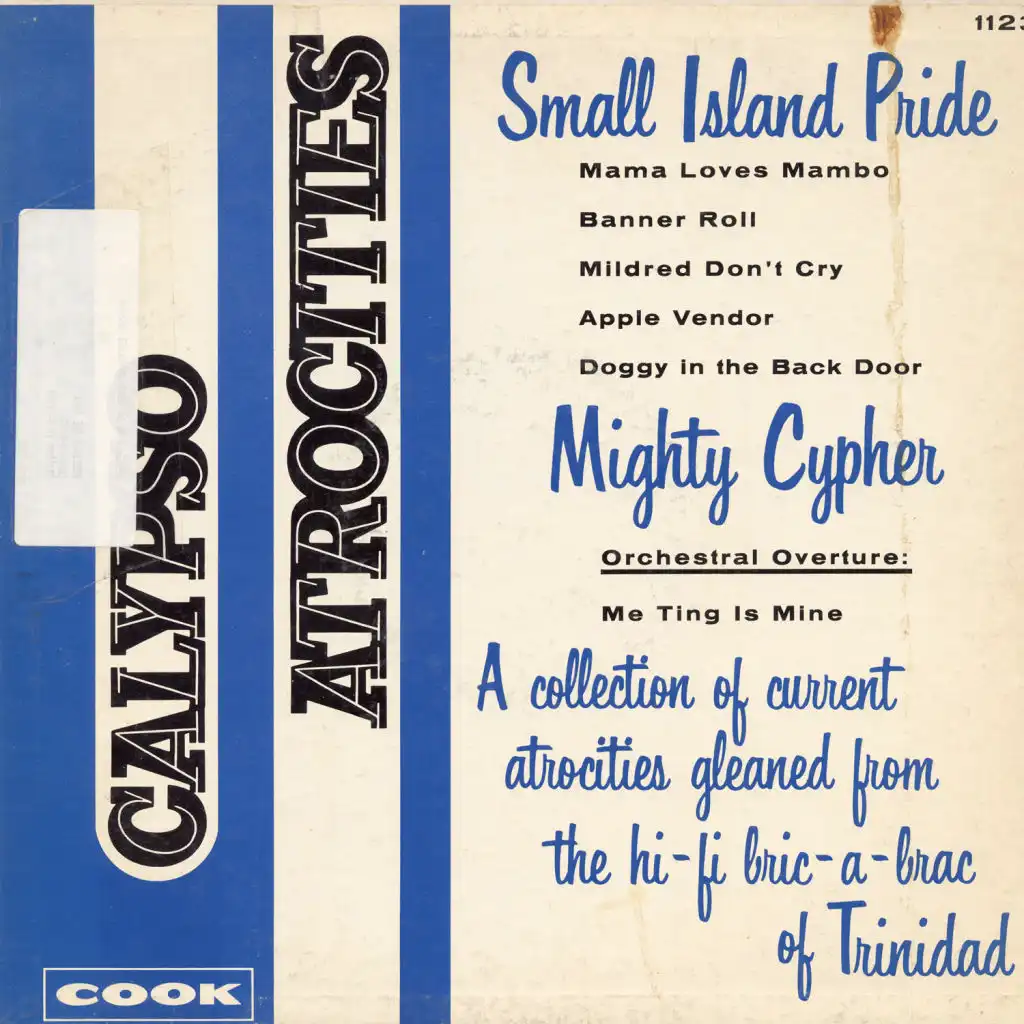 1123
CALYPSO
ATROCITIES
Small Island Pride
Mama Loves Mambo
Banner Roll
Mildred Don't Cry
Apple Vendor
Doggy in the Back Door
Mighty Cypher
Orchestral Overture:
Me Ting Is Mine
A collection of current
atrocities gleaned from
the hi-fi bric-a-brac
of Trinidad
COOK